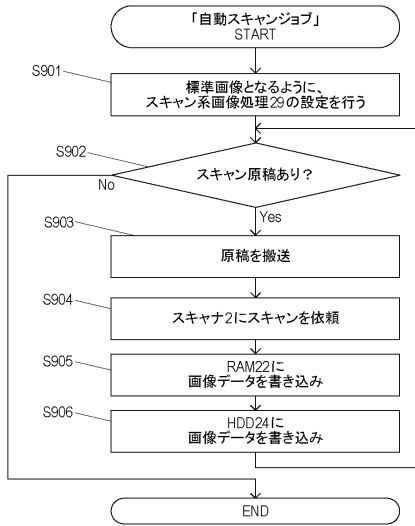 「自動スキャンジョブ」
START
S901
標準画像となるように、
スキャン系画像処理29の設定を行う
S902
スキャン原稿あり？
No
Yes
S903
原稿を搬送
S904
スキャナ2にスキャンを依頼
S905
RAM22に
画像データを書き込み
S906
HDD24に
画像データを書き込み
END